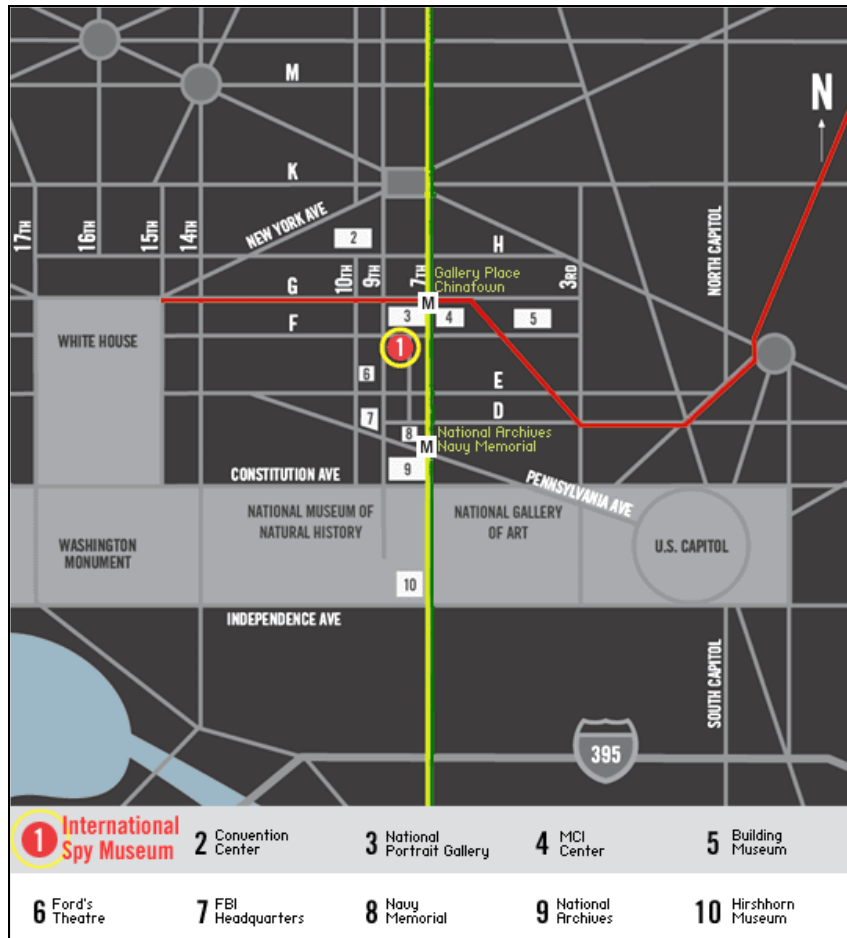 M
N
K
17TH
16TH
15TH
14TH
NEW YORK AVE
2
H
NORTH CAPITOL
10TH
9TH
7TH
3RD
Gallery Place
Chinatown
G
M
3
4
5
F
WHITE HOUSE
1
6
E
7
D
8
National Archives
Navy Memorial
M
9
CONSTITUTION AVE
PENNSYLVANIA AVE
NATIONAL MUSEUM OF
NATURAL HISTORY
NATIONAL GALLERY
OF ART
WASHINGTON
MONUMENT
U.S. CAPITOL
10
INDEPENDENCE AVE
SOUTH CAPITOL
395
1 International
Spy Museum
2 Convention
Center
3 National
Portrait Gallery
4 MCI
Center
5 Building
Museum
6 Ford's
Theatre
7 FBI
Headquarters
8 Navy
Memorial
9 National
Archives
10 Hirshhorn
Museum